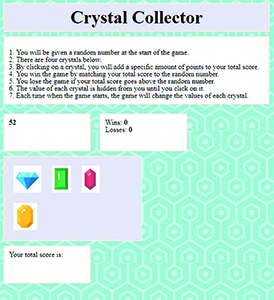 Crystal Collector
1. You will be given a random number at the start of the game.
2. There are four crystals below.
3. By clicking on a crystal, you will add a specific amount of points to your total score.
4. You win the game by matching your total score to the random number.
5. You lose the game if your total score goes above the random number.
6. The value of each crystal is hidden from you until you click on it.
7. Each time when the game starts, the game will change the values of each crystal.
52
Wins: 0
Losses: 0
Your total score is: